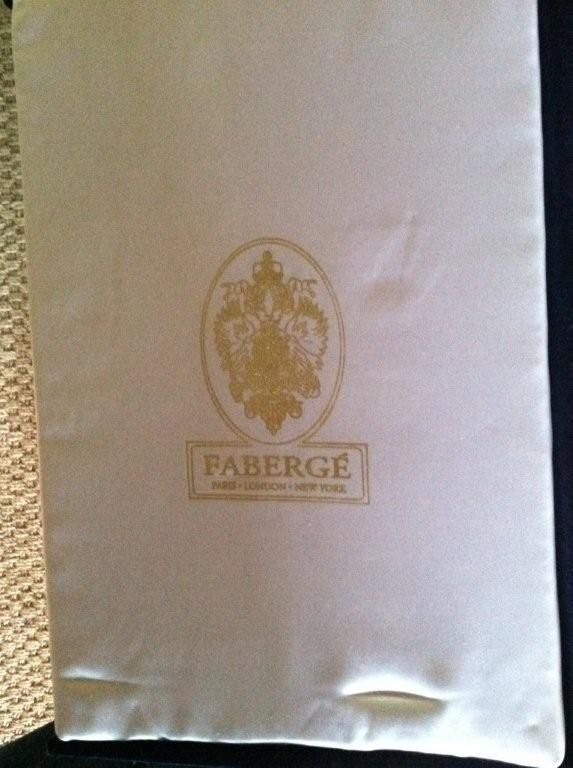 FABERGÉ
PARIS • LONDON • NEW YORK